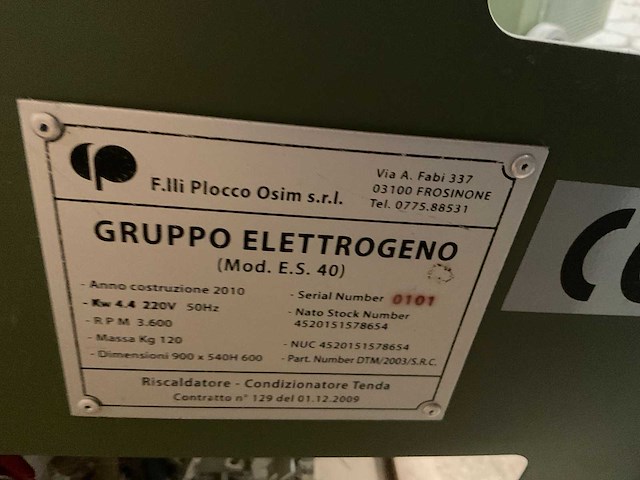 F.lli Plocco Osim s.r.l.
Via A. Fabi 337
03100 FROSINONE
Tel. 0775.88531
GRUPPO ELETTROGENO
(Mod. E.S. 40)
- Anno costruzione 2010
- Kw 4.4 220V 50Hz
- RPM 3.600
- Massa Kg 120
- Dimensioni 900 x 540H 600
- Serial Number 0101
- Nato Stock Number
4520151578654
- NUC 4520151578654
- Part. Number DTM/2003/S.R.C.
Riscaldatore - Condizionatore Tenda
Contratto n° 129 del 01.12.2009